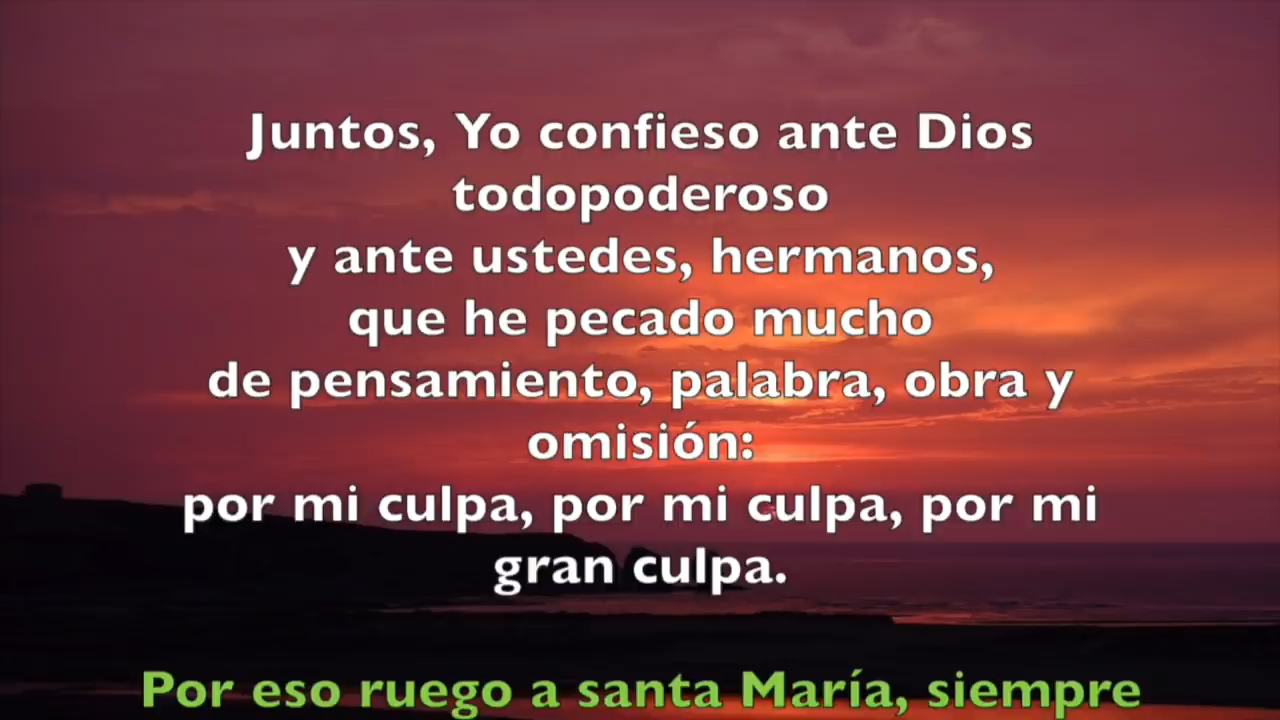 Juntos, Yo confieso ante Dios
todopoderoso
y ante ustedes, hermanos,
que he pecado mucho
de pensamiento, palabra, obra y
omisión:
por mi culpa, por mi culpa, por mi
gran culpa.
Por eso ruego a santa María, siempre